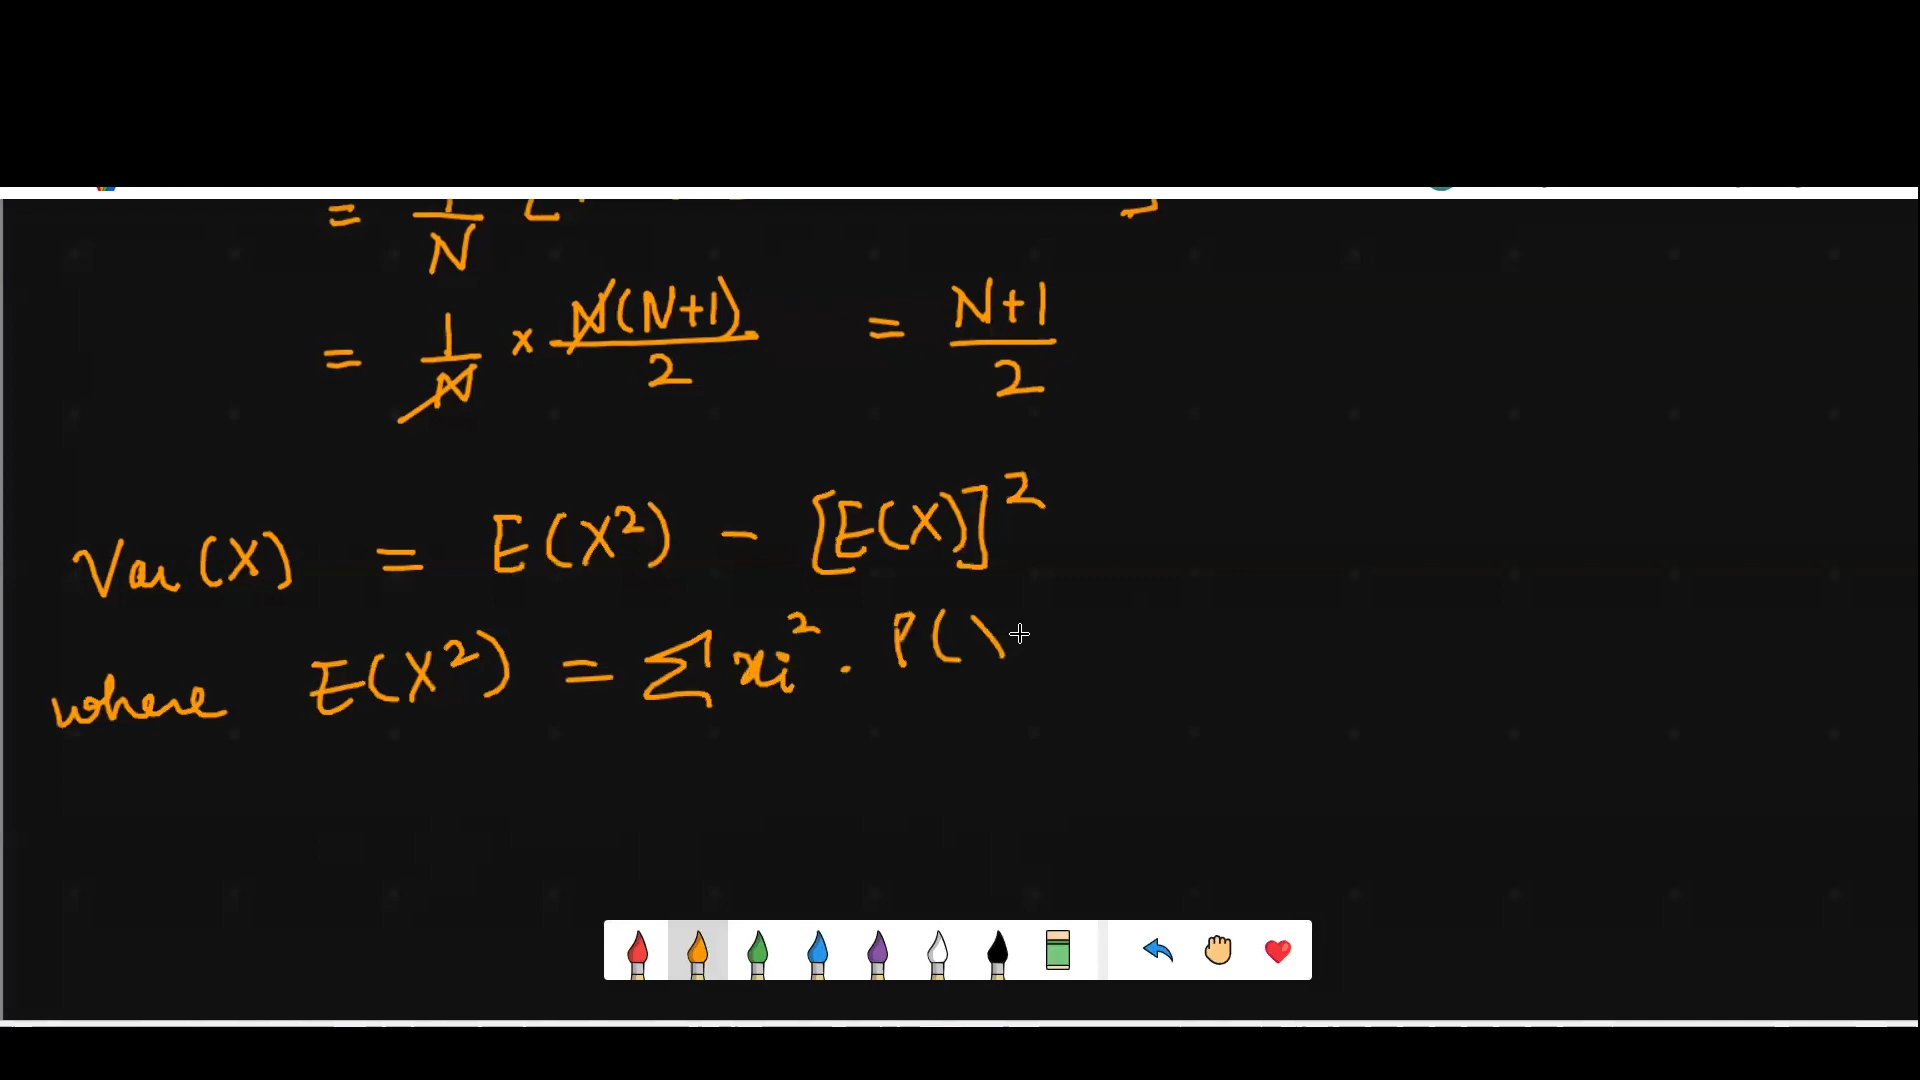 = 1/N [
= 1/N × N(N+1)/2 = N+1/2
Var(X) = E(X²) - [E(X)]²
where E(X²) = Σ xi² . P(\